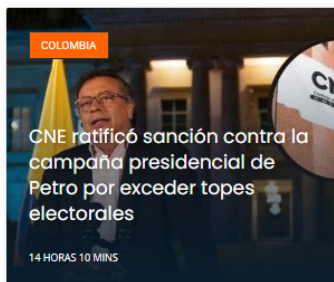 COLOMBIA
CNE ratificó sanción contra la
campaña presidencial de
Petro por exceder topes
electorales
14 HORAS 10 MINS